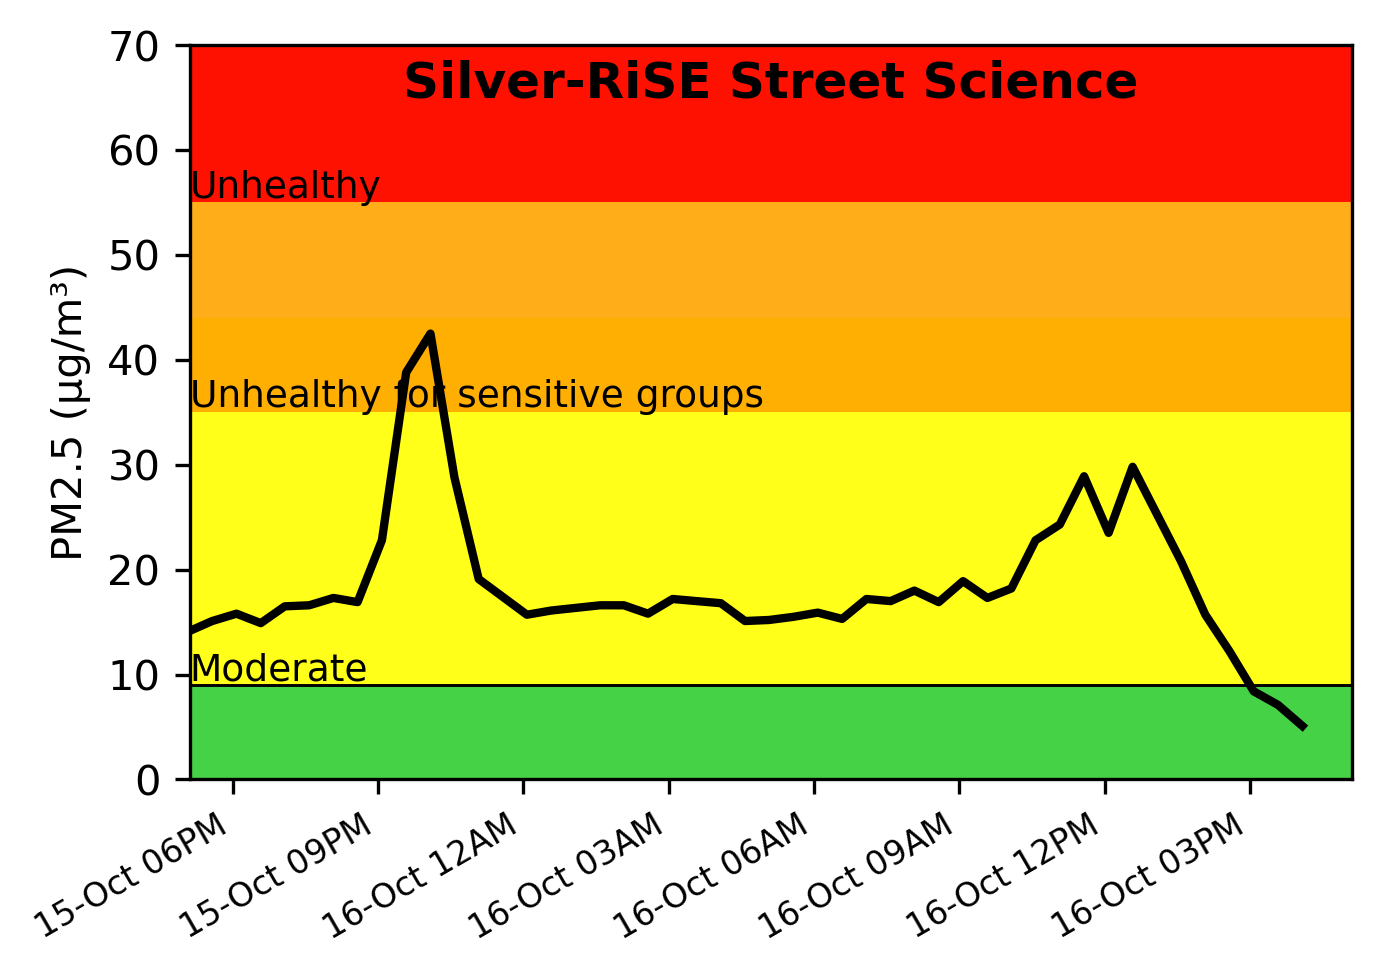 Silver-RiSE Street Science
70
60
Unhealthy
50
40
Unhealthy for sensitive groups
30
20
10
Moderate
0
PM2.5 (µg/m³)
15-Oct 06PM
15-Oct 09PM
16-Oct 12AM
16-Oct 03AM
16-Oct 06AM
16-Oct 09AM
16-Oct 12PM
16-Oct 03PM